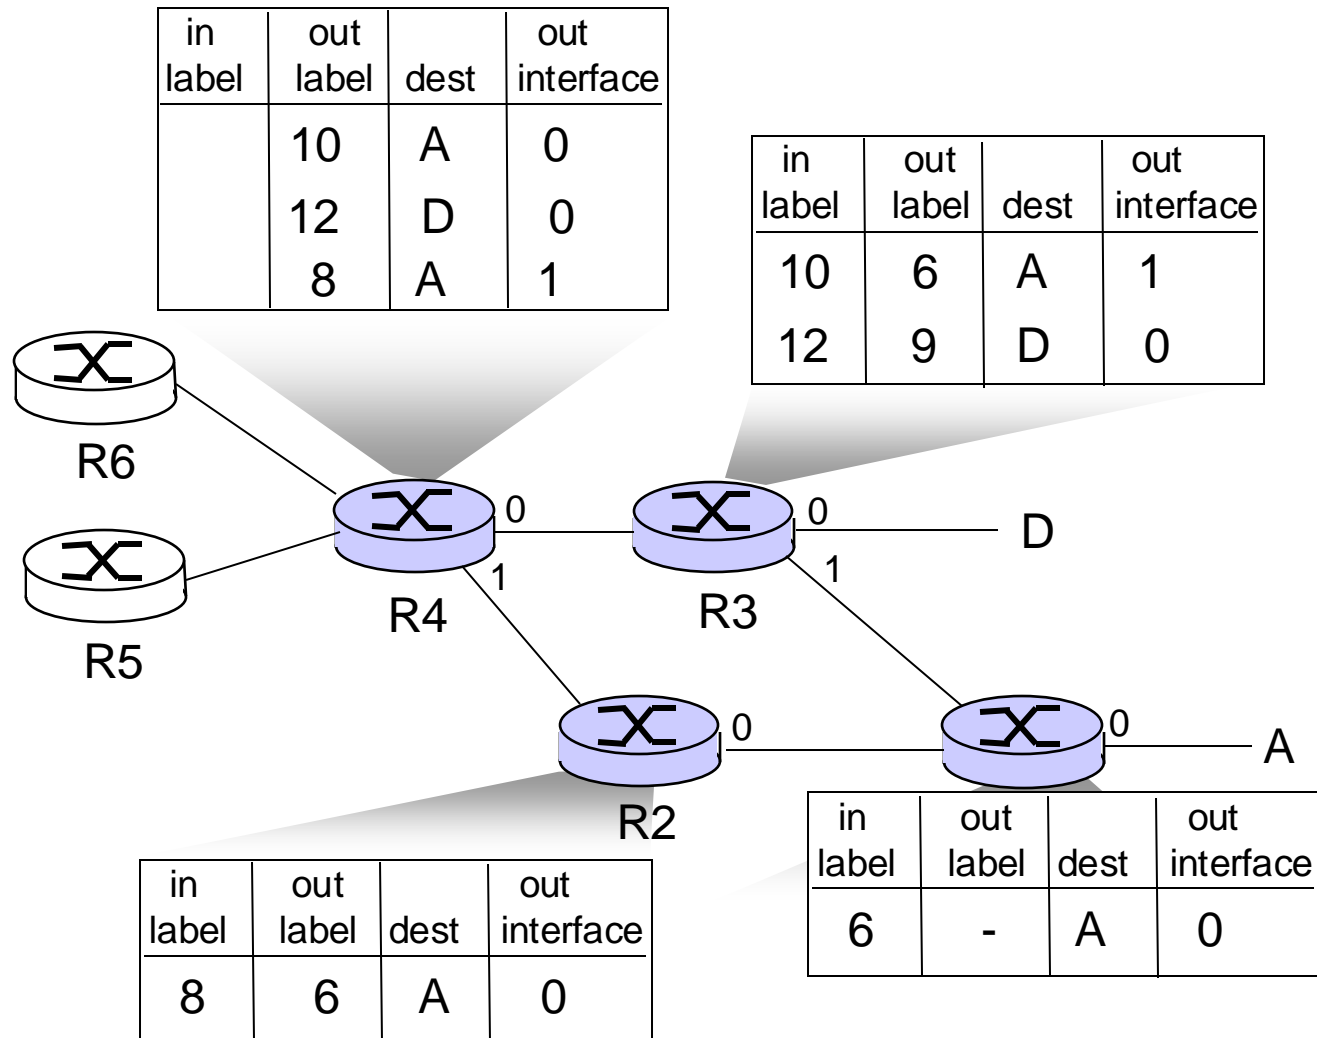 in out out
label label dest interface
10 A 0
12 D 0
8 A 1
in out out
label label dest interface
10 6 A 1
12 9 D 0
R6
R5
R4
0
1
R3
0
1
D
R2
0
0
A
in out out
label label dest interface
8 6 A 0
in out out
label label dest interface
6 - A 0